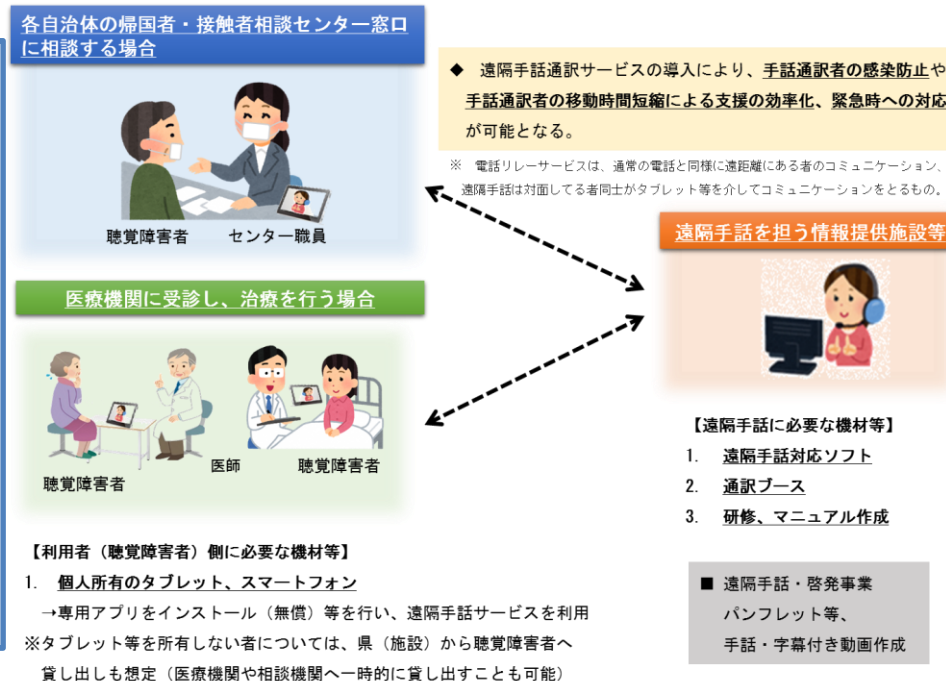 各自治体の帰国者・接触者相談センター窓口
に相談する場合
聴覚障害者
センター職員
◆ 遠隔手話通訳サービスの導入により、手話通訳者の感染防止や
手話通訳者の移動時間短縮による支援の効率化、緊急時への対応
が可能となる。
※ 電話リレーサービスは、通常の電話と同様に遠距離にある者のコミュニケーション、
遠隔手話は対面してる者同士がタブレット等を介してコミュニケーションをとるもの。
医療機関に受診し、治療を行う場合
聴覚障害者
医師
聴覚障害者
遠隔手話を担う情報提供施設等
【遠隔手話に必要な機材等】
1. 遠隔手話対応ソフト
2. 通訳ブース
3. 研修、マニュアル作成
【利用者（聴覚障害者）側に必要な機材等】
1. 個人所有のタブレット、スマートフォン
→専用アプリをインストール（無償）等を行い、遠隔手話サービスを利用
※タブレット等を所有しない者については、県（施設）から聴覚障害者へ
貸し出しも想定（医療機関や相談機関へ一時的に貸し出すことも可能）
■ 遠隔手話・啓発事業
パンフレット等、
手話・字幕付き動画作成